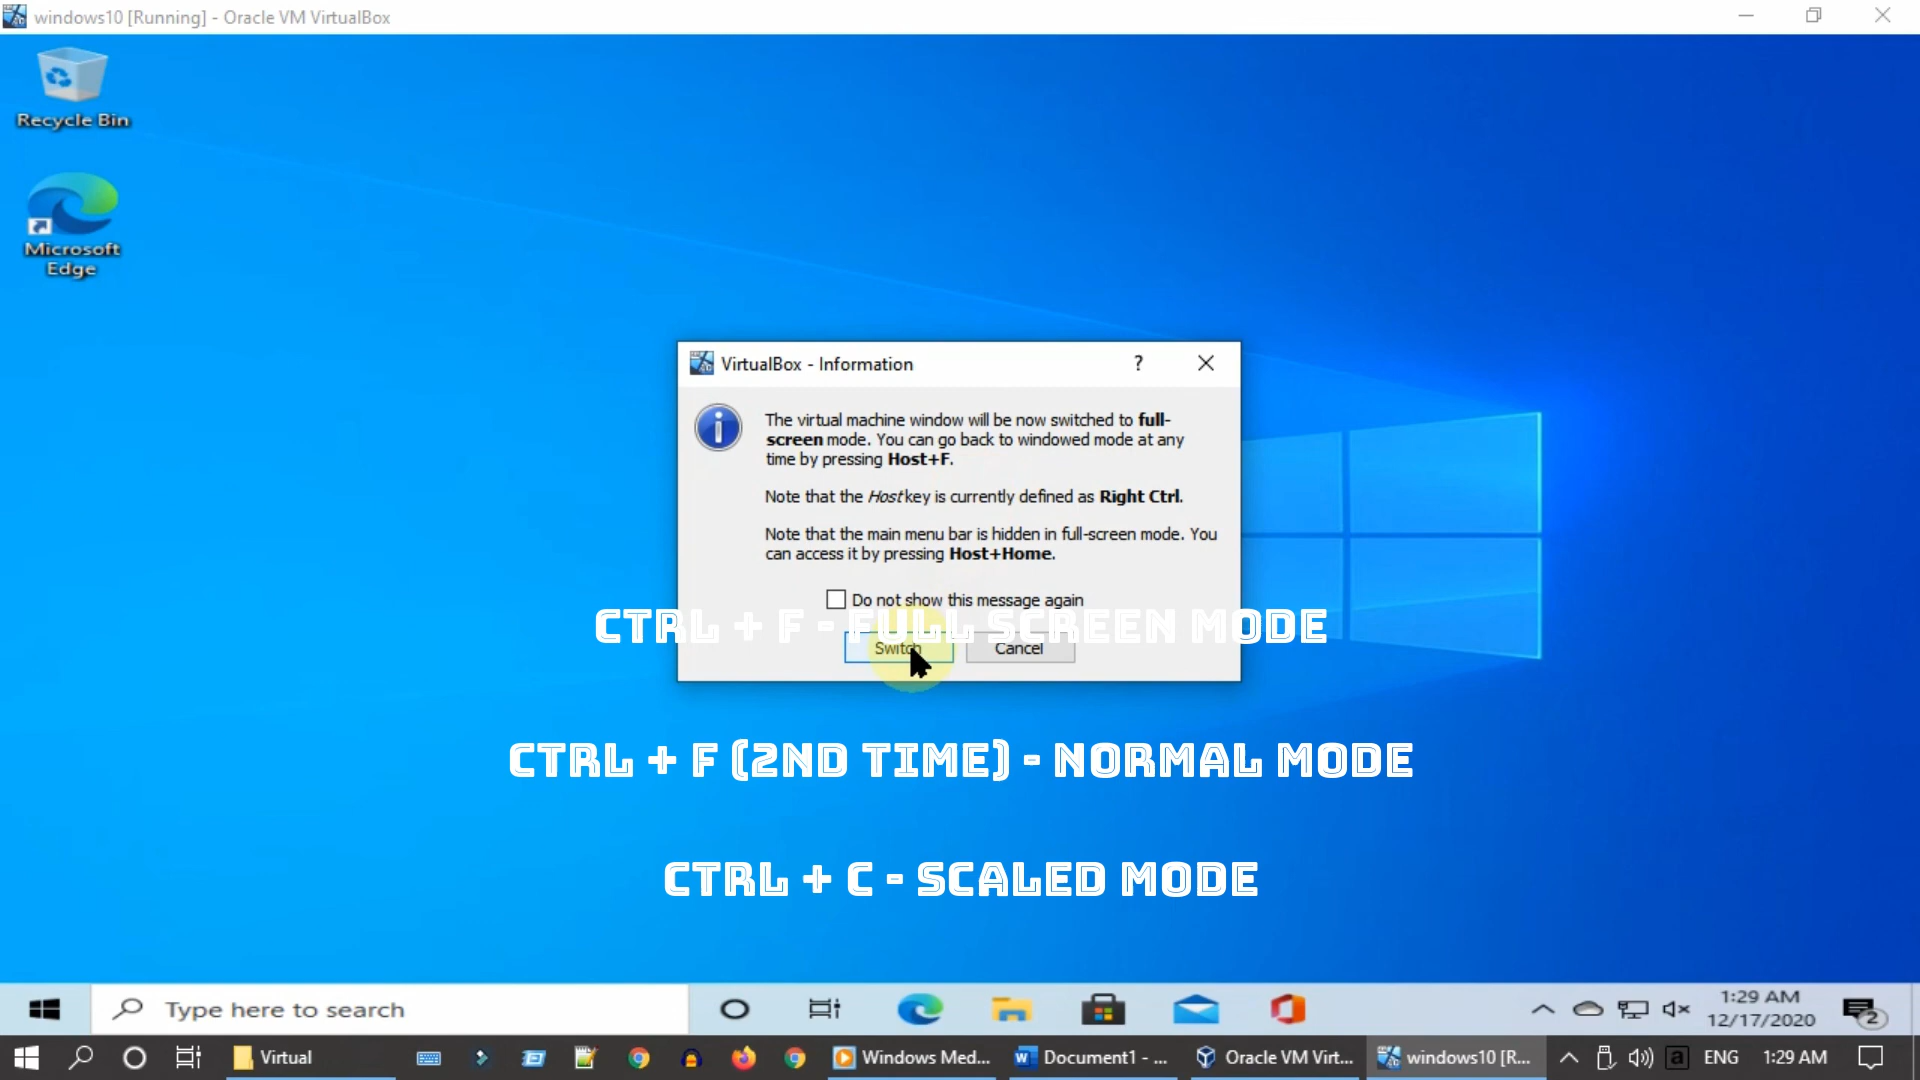 windows10 [Running] - Oracle VM VirtualBox
Recycle Bin
Microsoft
Edge
VirtualBox - Information
?
The virtual machine window will be now switched to full-
screen mode. You can go back to windowed mode at any
time by pressing Host+F.
Note that the Host key is currently defined as Right Ctrl.
Note that the main menu bar is hidden in full-screen mode. You
can access it by pressing Host+Home.
Do not show this message again
CTRL + F - FULL SCREEN MODE
Switch
Cancel
CTRL + F (2ND TIME) - NORMAL MODE
CTRL + C - SCALED MODE
Type here to search
1:29 AM
12/17/2020
2
Virtual
Windows Med...
Document1 - ...
Oracle VM Virt...
windows10 [R...
a
ENG
1:29 AM